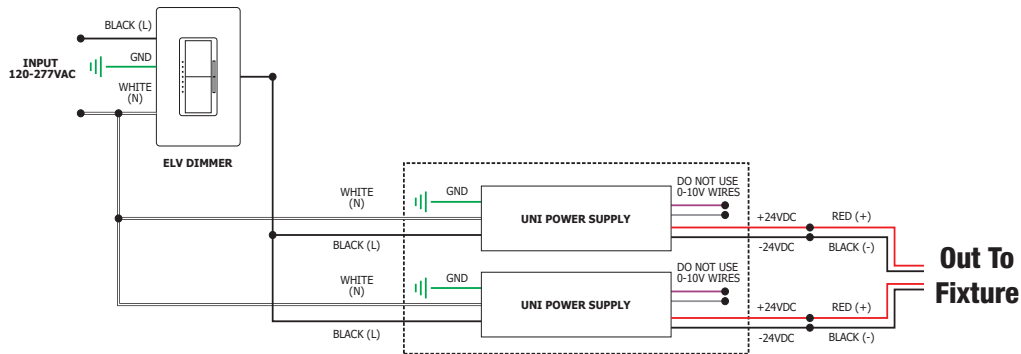 BLACK (L)
GND
INPUT
120-277VAC
WHITE
(N)
ELV DIMMER
WHITE
(N)
GND
DO NOT USE
0-10V WIRES
UNI POWER SUPPLY
+24VDC
RED (+)
BLACK (L)
-24VDC
BLACK (-)
WHITE
(N)
GND
DO NOT USE
0-10V WIRES
UNI POWER SUPPLY
+24VDC
RED (+)
BLACK (L)
-24VDC
BLACK (-)
Out To
Fixture